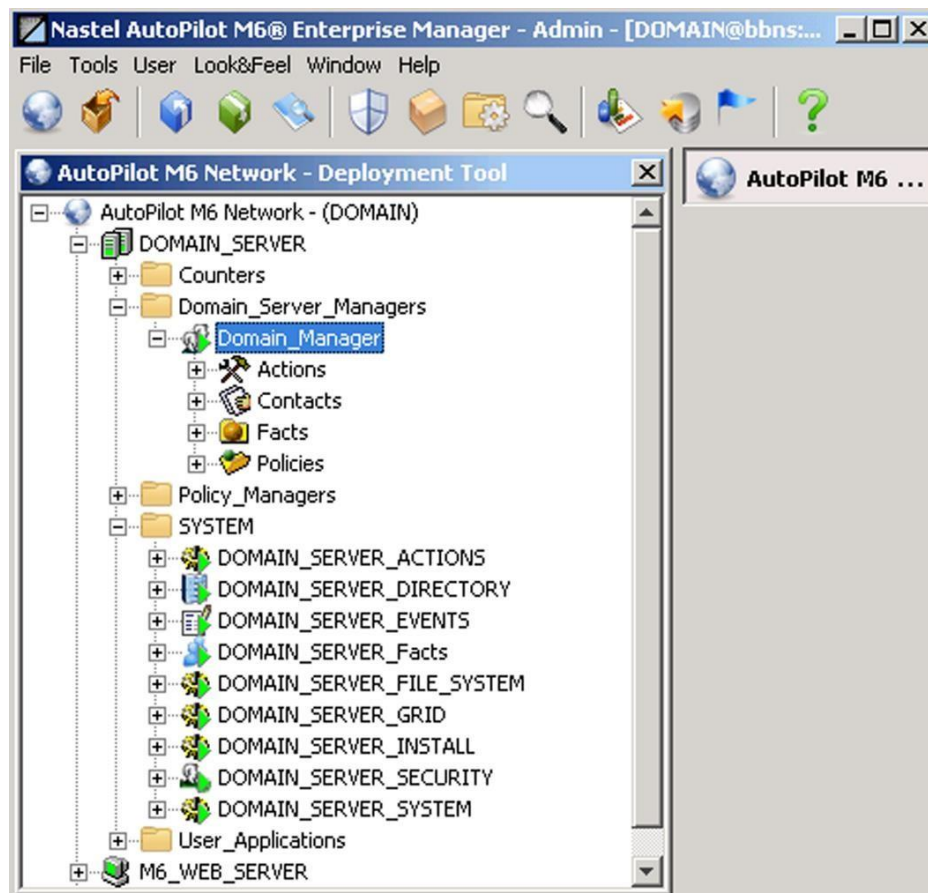 Nastel AutoPilot M6® Enterprise Manager - Admin - [DOMAIN@bbns:...
File Tools User Look&Feel Window Help
AutoPilot M6 Network - Deployment Tool
AutoPilot M6 ...
AutoPilot M6 Network - (DOMAIN)
DOMAIN_SERVER
Counters
Domain_Server_Managers
Domain_Manager
Actions
Contacts
Facts
Policies
Policy_Managers
SYSTEM
DOMAIN_SERVER_ACTIONS
DOMAIN_SERVER_DIRECTORY
DOMAIN_SERVER_EVENTS
DOMAIN_SERVER_Facts
DOMAIN_SERVER_FILE_SYSTEM
DOMAIN_SERVER_GRID
DOMAIN_SERVER_INSTALL
DOMAIN_SERVER_SECURITY
DOMAIN_SERVER_SYSTEM
User_Applications
M6_WEB_SERVER